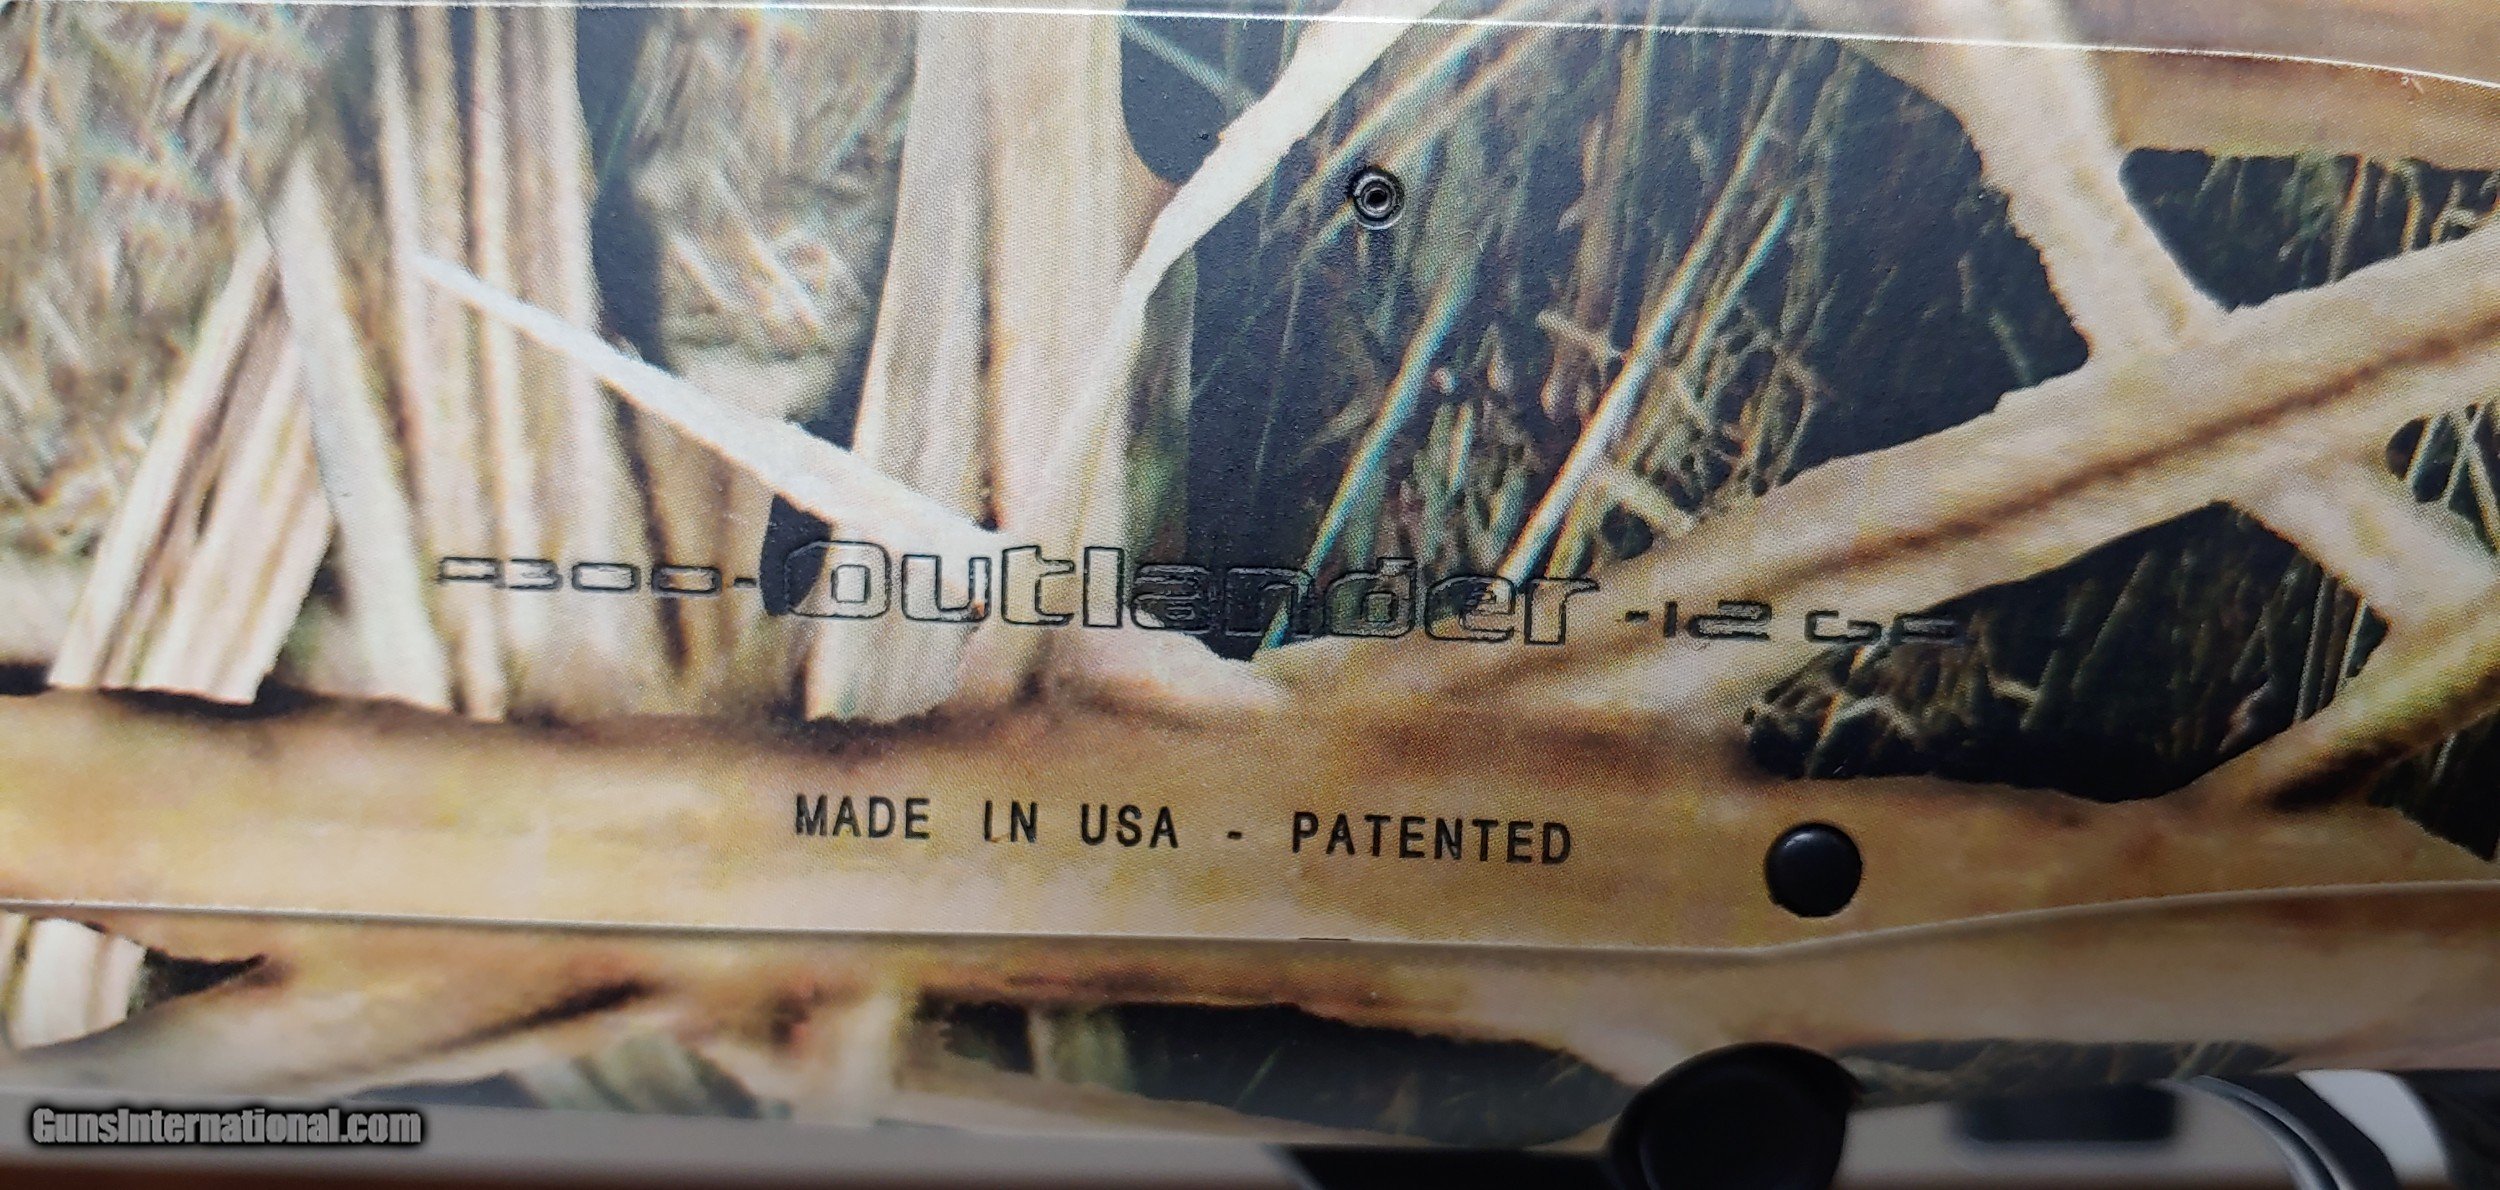 A300-Outlander-12 GA
MADE IN USA - PATENTED
GunsInternational.com